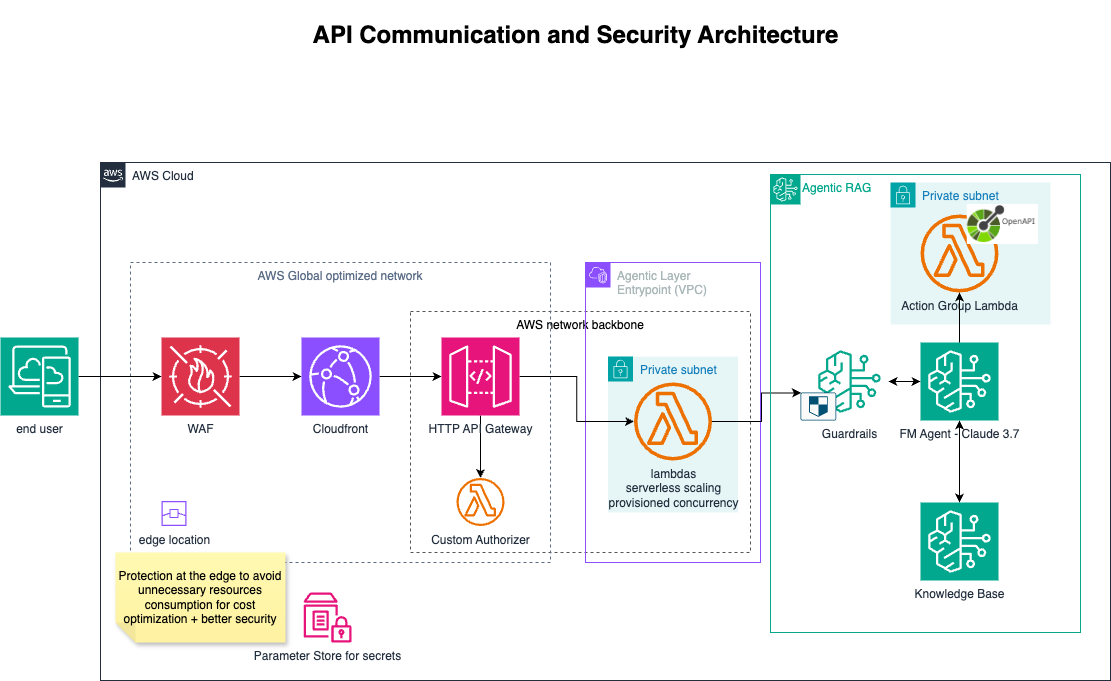 API Communication and Security Architecture
aws
AWS Cloud
Agentic RAG
Private subnet
OpenAPI
Action Group Lambda
AWS Global optimized network
Agentic Layer
Entrypoint (VPC)
AWS network backbone
Private subnet
end user
WAF
Cloudfront
HTTP API Gateway
lambdas
serverless scaling
provisioned concurrency
Guardrails
FM Agent - Claude 3.7
Custom Authorizer
edge location
Protection at the edge to avoid
unnecessary resources
consumption for cost
optimization + better security
Knowledge Base
Parameter Store for secrets